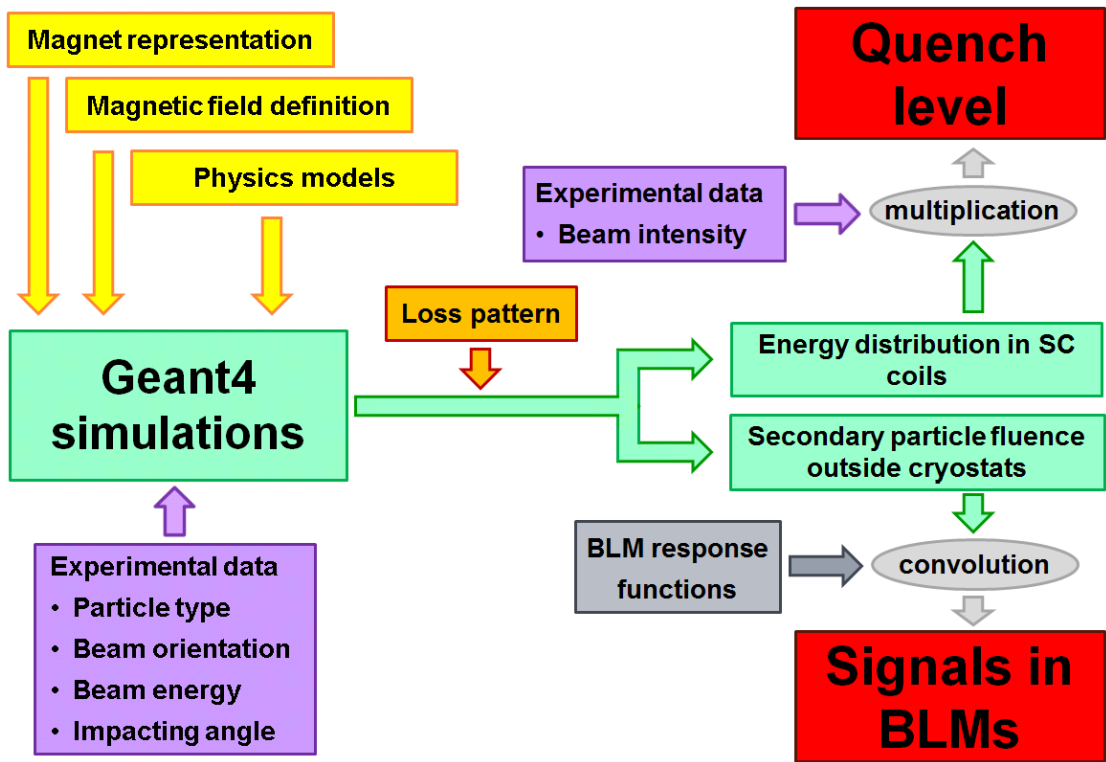 Magnet representation
Magnetic field definition
Physics models
Geant4
simulations
Experimental data
• Particle type
• Beam orientation
• Beam energy
• Impacting angle
Loss pattern
Experimental data
• Beam intensity
Quench
level
multiplication
Energy distribution in SC
coils
Secondary particle fluence
outside cryostats
BLM response
functions
convolution
Signals in
BLMs